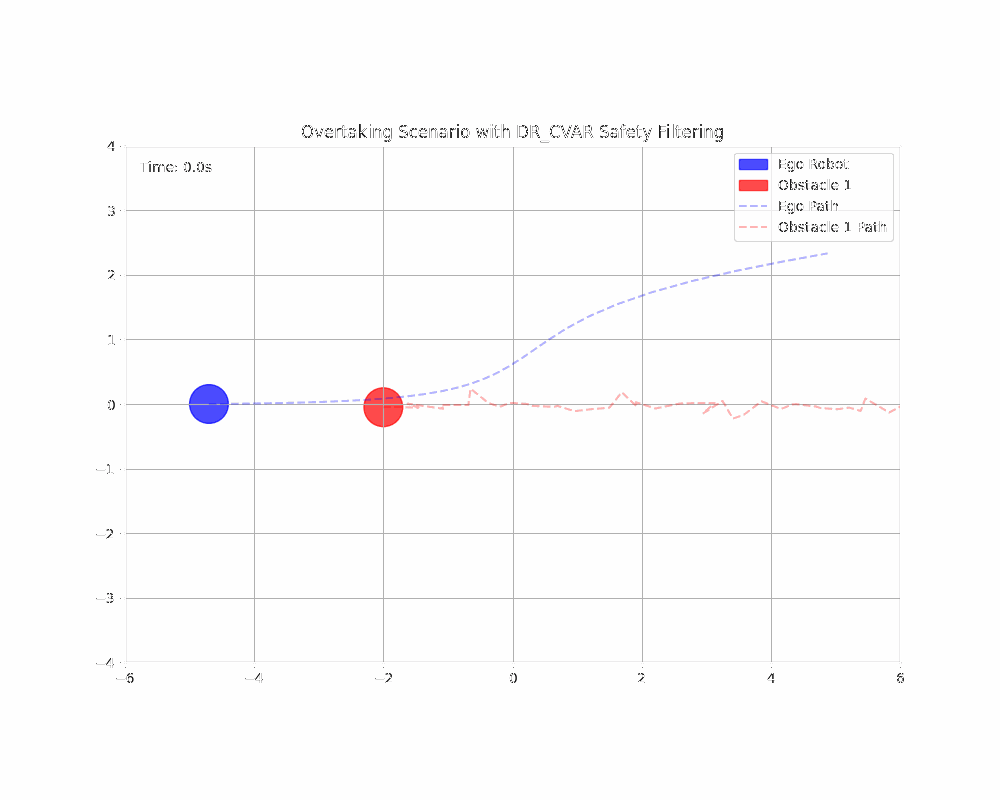 Overtaking Scenario with DR_CVAR Safety Filtering
Time: 0.0s
Ego Robot
Obstacle 1
Ego Path
Obstacle 1 Path
4
3
2
1
0
−1
−2
−3
−4
−6 −4 −2 0 2 4 6